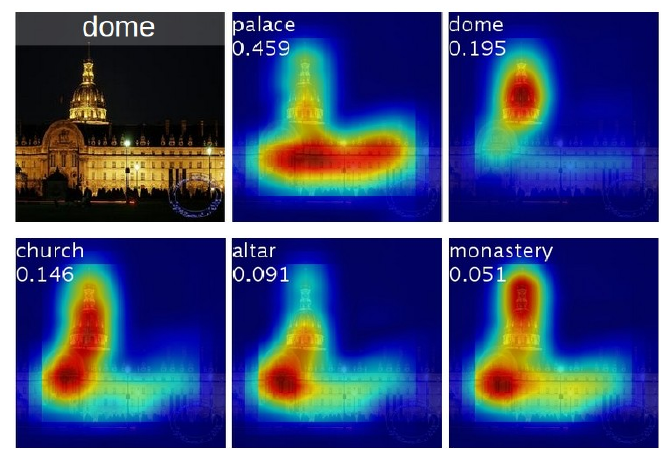 dome
palace
0.459
dome
0.195
church
0.146
altar
0.091
monastery
0.051